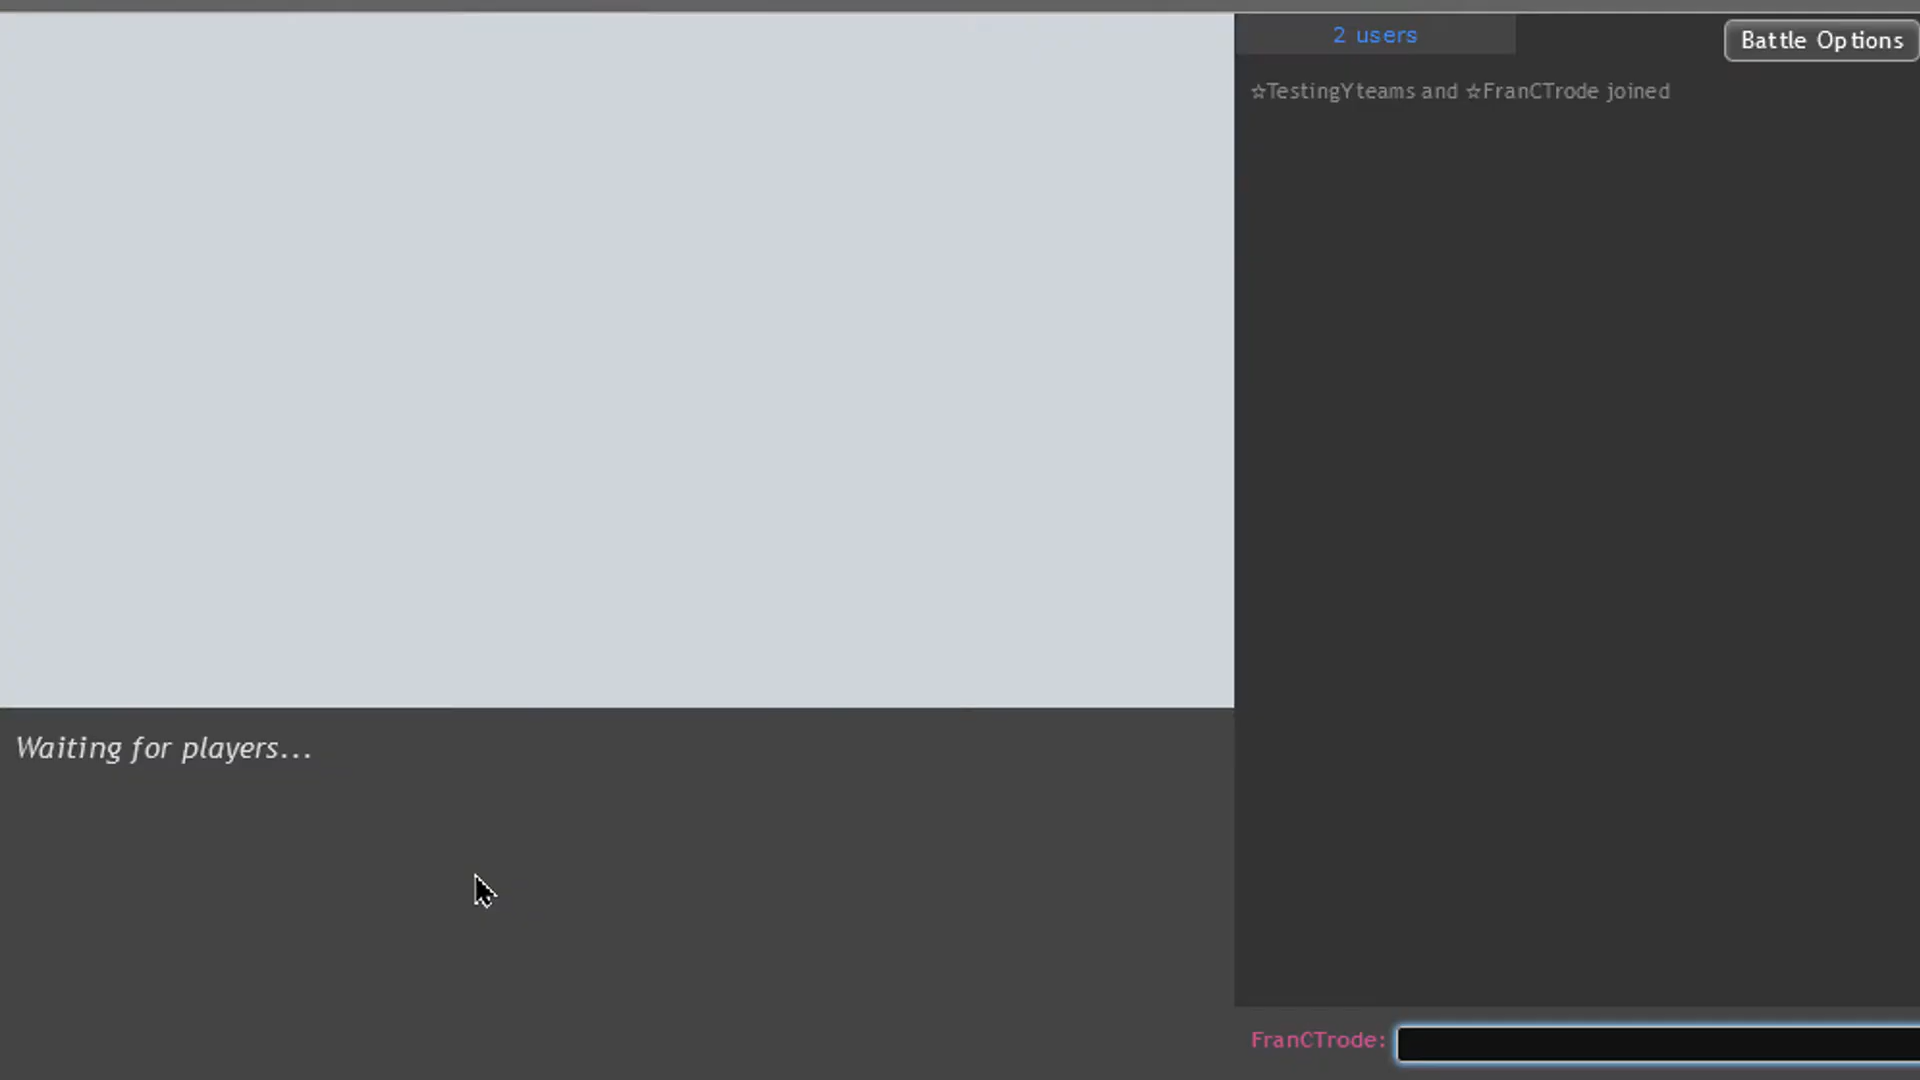 2 users
Battle Options
☆TestingYteams and ☆FranCTrode joined
Waiting for players...
FranCTrode: